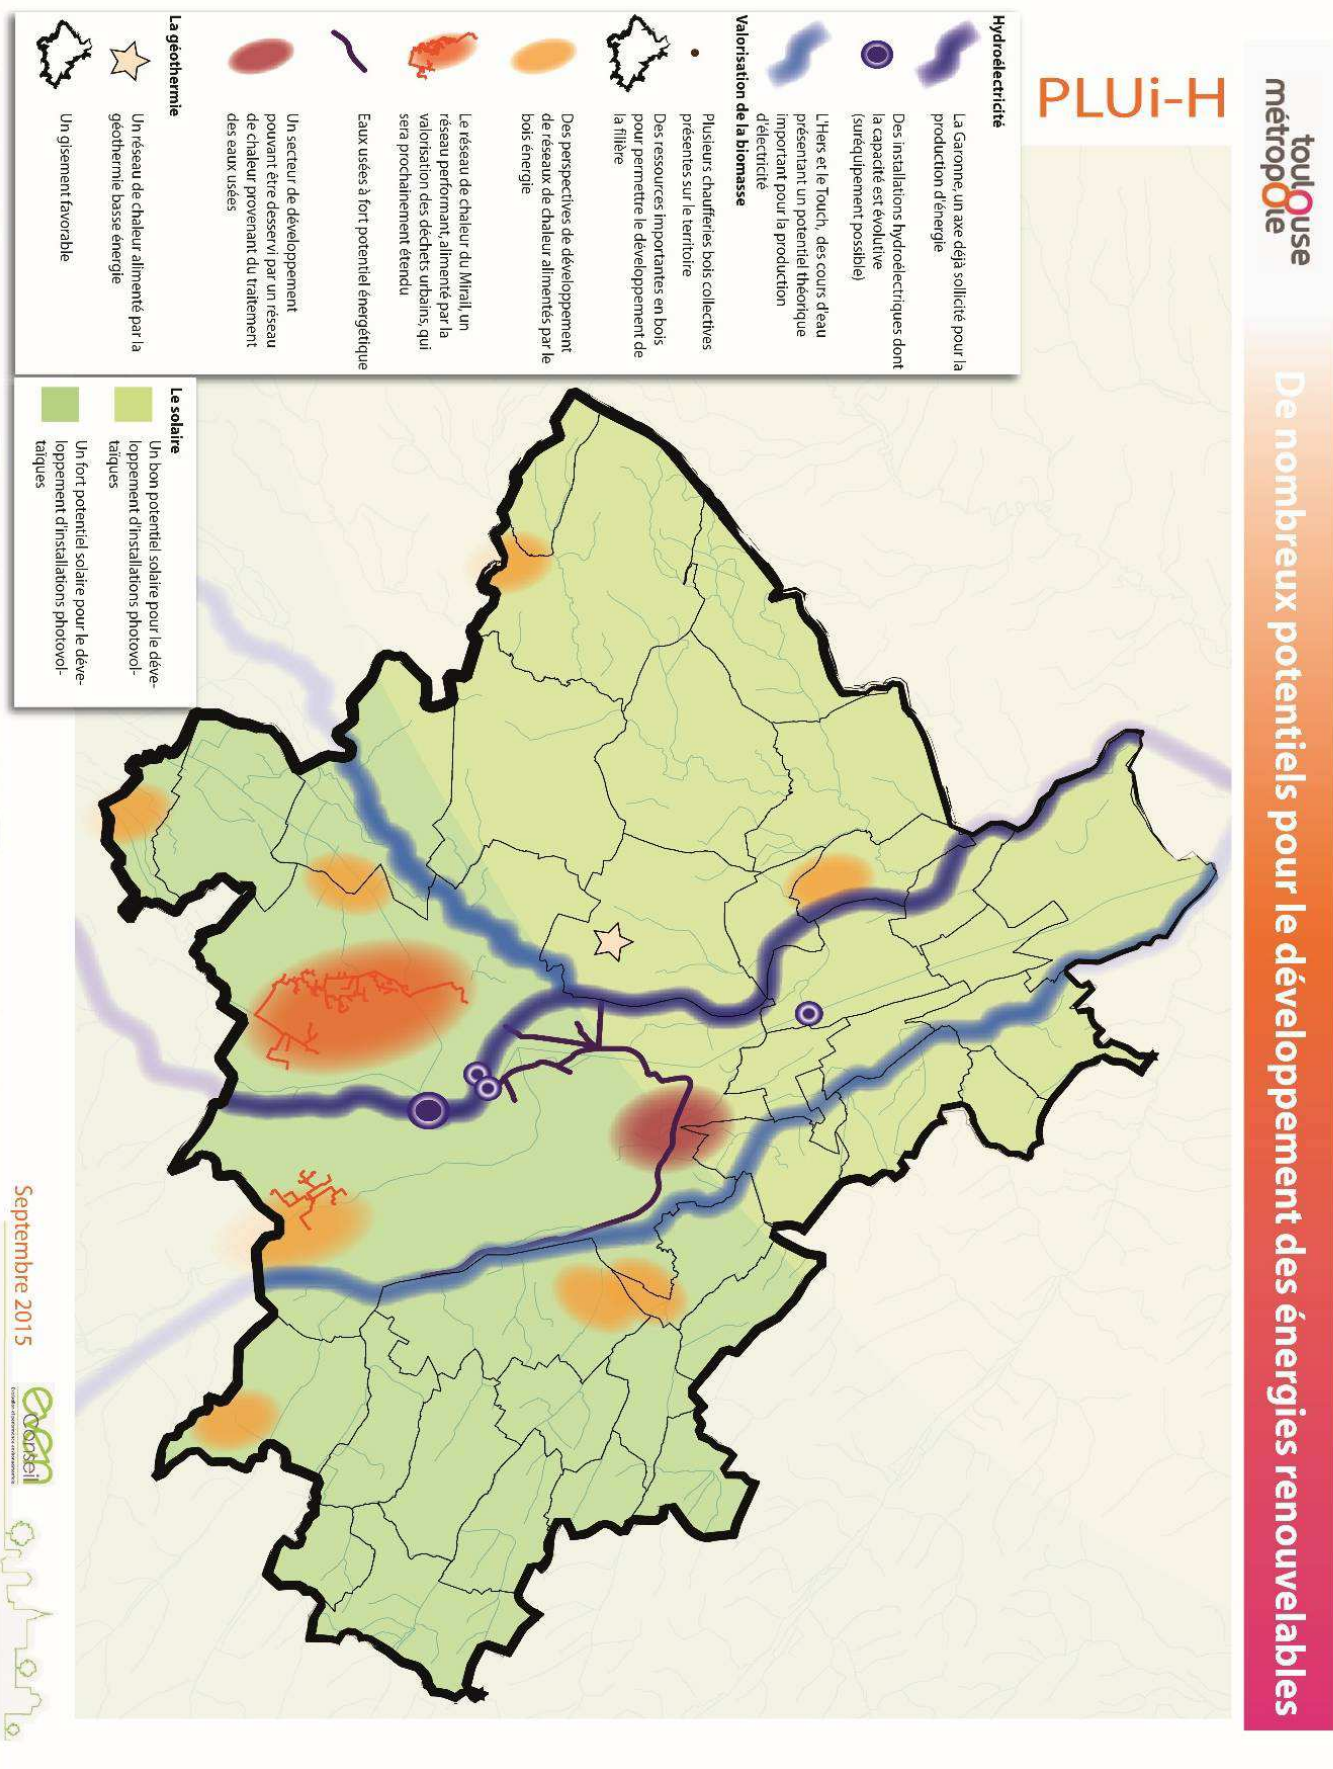 toulouse
métropole
De nombreux potentiels pour le développement des énergies renouvelables
PLUi-H
Hydroélectricité
La Garonne, un axe déjà sollicité pour la
production d'énergie
Des installations hydroélectriques dont
la capacité est évolutive
(suréquipement possible)
L'Hers et le Touch, des cours d'eau
présentant un potentiel théorique
important pour la production
d'électricité
Valorisation de la biomasse
Plusieurs chaufferies bois collectives
présentes sur le territoire
Des ressources importantes en bois
pour permettre le développement de
la filière
Des perspectives de développement
de réseaux de chaleur alimentés par le
bois énergie
Le réseau de chaleur du Mirail, un
réseau performant, alimenté par la
valorisation des déchets urbains, qui
sera prochainement étendu
Eaux usées à fort potentiel énergétique
Un secteur de développement
pouvant être desservi par un réseau
de chaleur provenant du traitement
des eaux usées
La géothermie
Un réseau de chaleur alimenté par la
géothermie basse énergie
Un gisement favorable
Le solaire
Un bon potentiel solaire pour le déve-
loppement d'installations photovol-
taïques
Un fort potentiel solaire pour le déve-
loppement d'installations photovol-
taïques
Septembre 2015
even
conseil